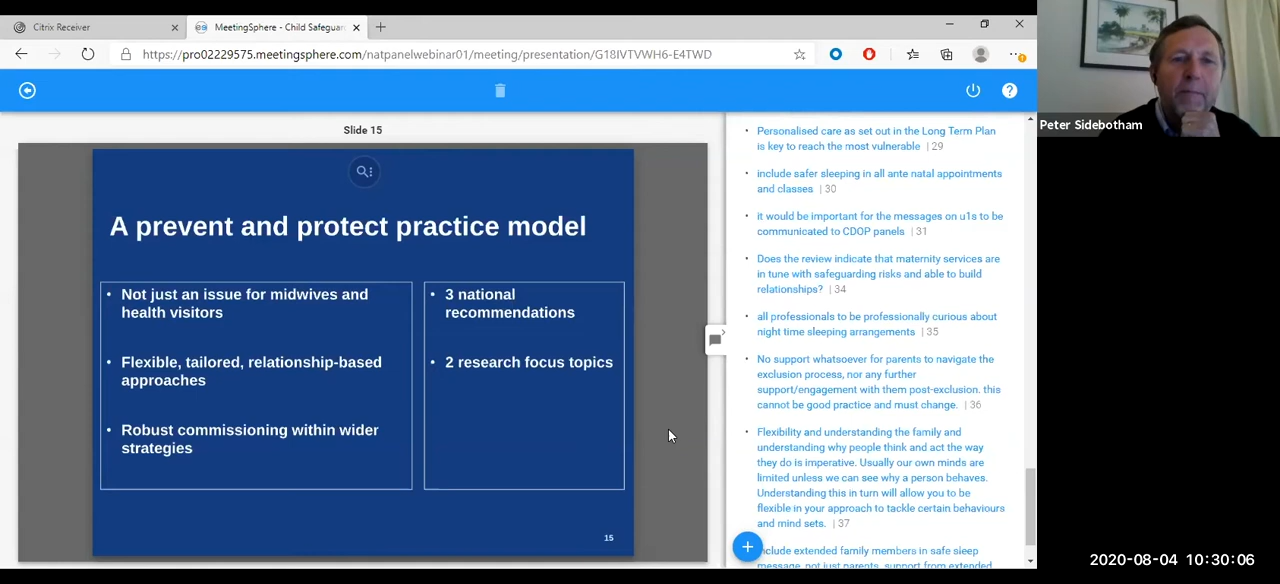 Citrix Receiver
MeetingSphere - Child Safeguar
https://pro02229575.meetingsphere.com/natpanelwebinar01/meeting/presentation/G18IVTVWH6-E4TWD
Slide 15
A prevent and protect practice model
• Not just an issue for midwives and
health visitors
• Flexible, tailored, relationship-based
approaches
• Robust commissioning within wider
strategies
• 3 national
recommendations
• 2 research focus topics
15
• Personalised care as set out in the Long Term Plan
is key to reach the most vulnerable | 29
• include safer sleeping in all ante natal appointments
and classes | 30
• it would be important for the messages on u1s to be
communicated to CDOP panels | 31
• Does the review indicate that maternity services are
in tune with safeguarding risks and able to build
relationships? | 34
• all professionals to be professionally curious about
night time sleeping arrangements | 35
• No support whatsoever for parents to navigate the
exclusion process, nor any further
support/engagement with them post-exclusion. this
cannot be good practice and must change. | 36
• Flexibility and understanding the family and
understanding why people think and act the way
they do is imperative. Usually our own minds are
limited unless we can see why a person behaves.
Understanding this in turn will allow you to be
flexible in your approach to tackle certain behaviours
and mind sets. | 37
include extended family members in safe sleep
message, not just parents. support from extended
Peter Sidebotham
2020-08-04 10:30:06